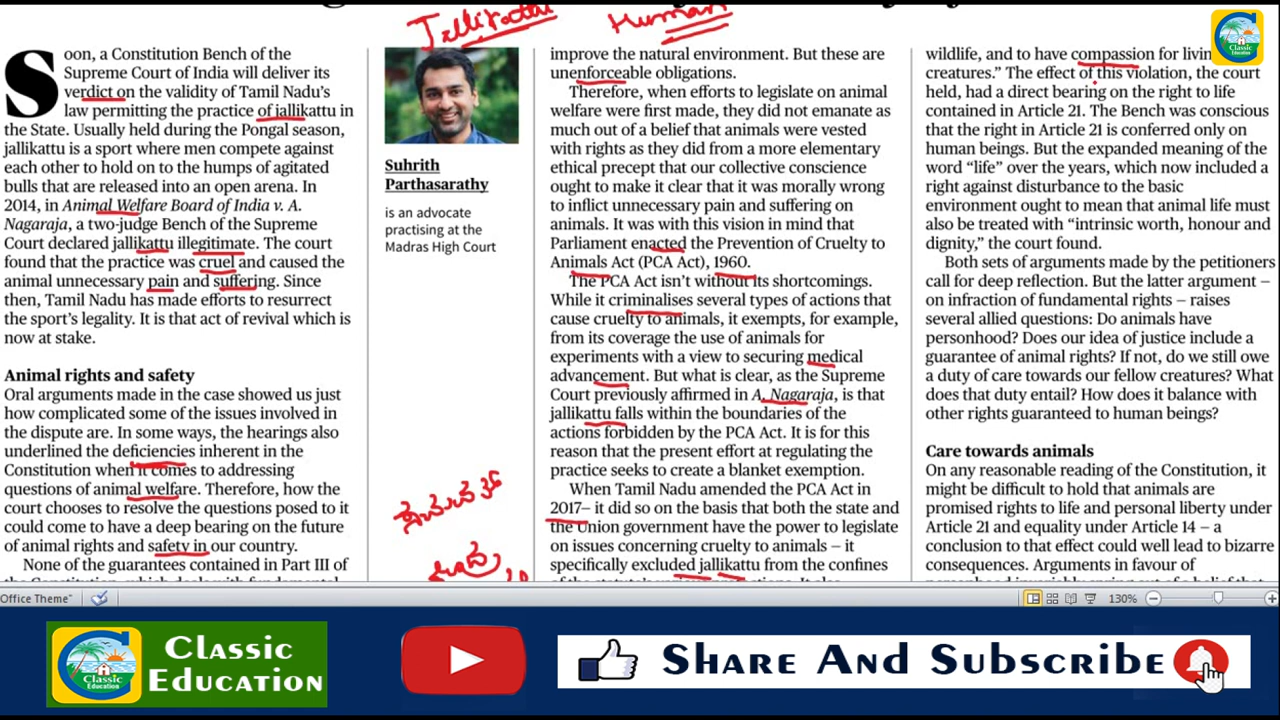 Jallikattu
Human
Classic
Education
Soon, a Constitution Bench of the
Supreme Court of India will deliver its
verdict on the validity of Tamil Nadu's
law permitting the practice of jallikattu in
the State. Usually held during the Pongal season,
jallikattu is a sport where men compete against
each other to hold on to the humps of agitated
bulls that are released into an open arena. In
2014, in Animal Welfare Board of India v. A.
Nagaraja, a two-judge Bench of the Supreme
Court declared jallikattu illegitimate. The court
found that the practice was cruel and caused the
animal unnecessary pain and suffering. Since
then, Tamil Nadu has made efforts to resurrect
the sport's legality. It is that act of revival which is
now at stake.
Animal rights and safety
Oral arguments made in the case showed us just
how complicated some of the issues involved in
the dispute are. In some ways, the hearings also
underlined the deficiencies inherent in the
Constitution when it comes to addressing
questions of animal welfare. Therefore, how the
court chooses to resolve the questions posed to it
could come to have a deep bearing on the future
of animal rights and safety in our country.
None of the guarantees contained in Part III of
Suhrith
Parthasarathy
is an advocate
practising at the
Madras High Court
improve the natural environment. But these are
unenforceable obligations.
Therefore, when efforts to legislate on animal
welfare were first made, they did not emanate as
much out of a belief that animals were vested
with rights as they did from a more elementary
ethical precept that our collective conscience
ought to make it clear that it was morally wrong
to inflict unnecessary pain and suffering on
animals. It was with this vision in mind that
Parliament enacted the Prevention of Cruelty to
Animals Act (PCA Act), 1960.
The PCA Act isn't without its shortcomings.
While it criminalises several types of actions that
cause cruelty to animals, it exempts, for example,
from its coverage the use of animals for
experiments with a view to securing medical
advancement. But what is clear, as the Supreme
Court previously affirmed in A. Nagaraja, is that
jallikattu falls within the boundaries of the
actions forbidden by the PCA Act. It is for this
reason that the present effort at regulating the
practice seeks to create a blanket exemption.
When Tamil Nadu amended the PCA Act in
2017– it did so on the basis that both the state and
the Union government have the power to legislate
on issues concerning cruelty to animals – it
specifically excluded jallikattu from the confines
wildlife, and to have compassion for living
creatures." The effect of this violation, the court
held, had a direct bearing on the right to life
contained in Article 21. The Bench was conscious
that the right in Article 21 is conferred only on
human beings. But the expanded meaning of the
word "life" over the years, which now included a
right against disturbance to the basic
environment ought to mean that animal life must
also be treated with "intrinsic worth, honour and
dignity," the court found.
Both sets of arguments made by the petitioners
call for deep reflection. But the latter argument –
on infraction of fundamental rights – raises
several allied questions: Do animals have
personhood? Does our idea of justice include a
guarantee of animal rights? If not, do we still owe
a duty of care towards our fellow creatures? What
does that duty entail? How does it balance with
other rights guaranteed to human beings?
Care towards animals
On any reasonable reading of the Constitution, it
might be difficult to hold that animals are
promised rights to life and personal liberty under
Article 21 and equality under Article 14 – a
conclusion to that effect could well lead to bizarre
consequences. Arguments in favour of
Office Theme"
130%
Classic
Education
Classic
Education
Share And Subscribe